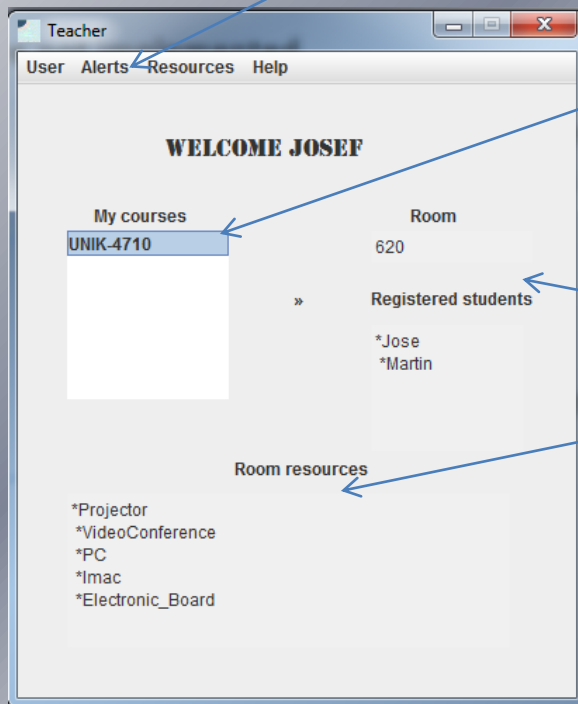 Teacher
User Alerts Resources Help
WELCOME JOSEF
My courses
UNIK-4710
»
Room
620
Registered students
*Jose
*Martin
Room resources
*Projector
*VideoConference
*PC
*Imac
*Electronic_Board